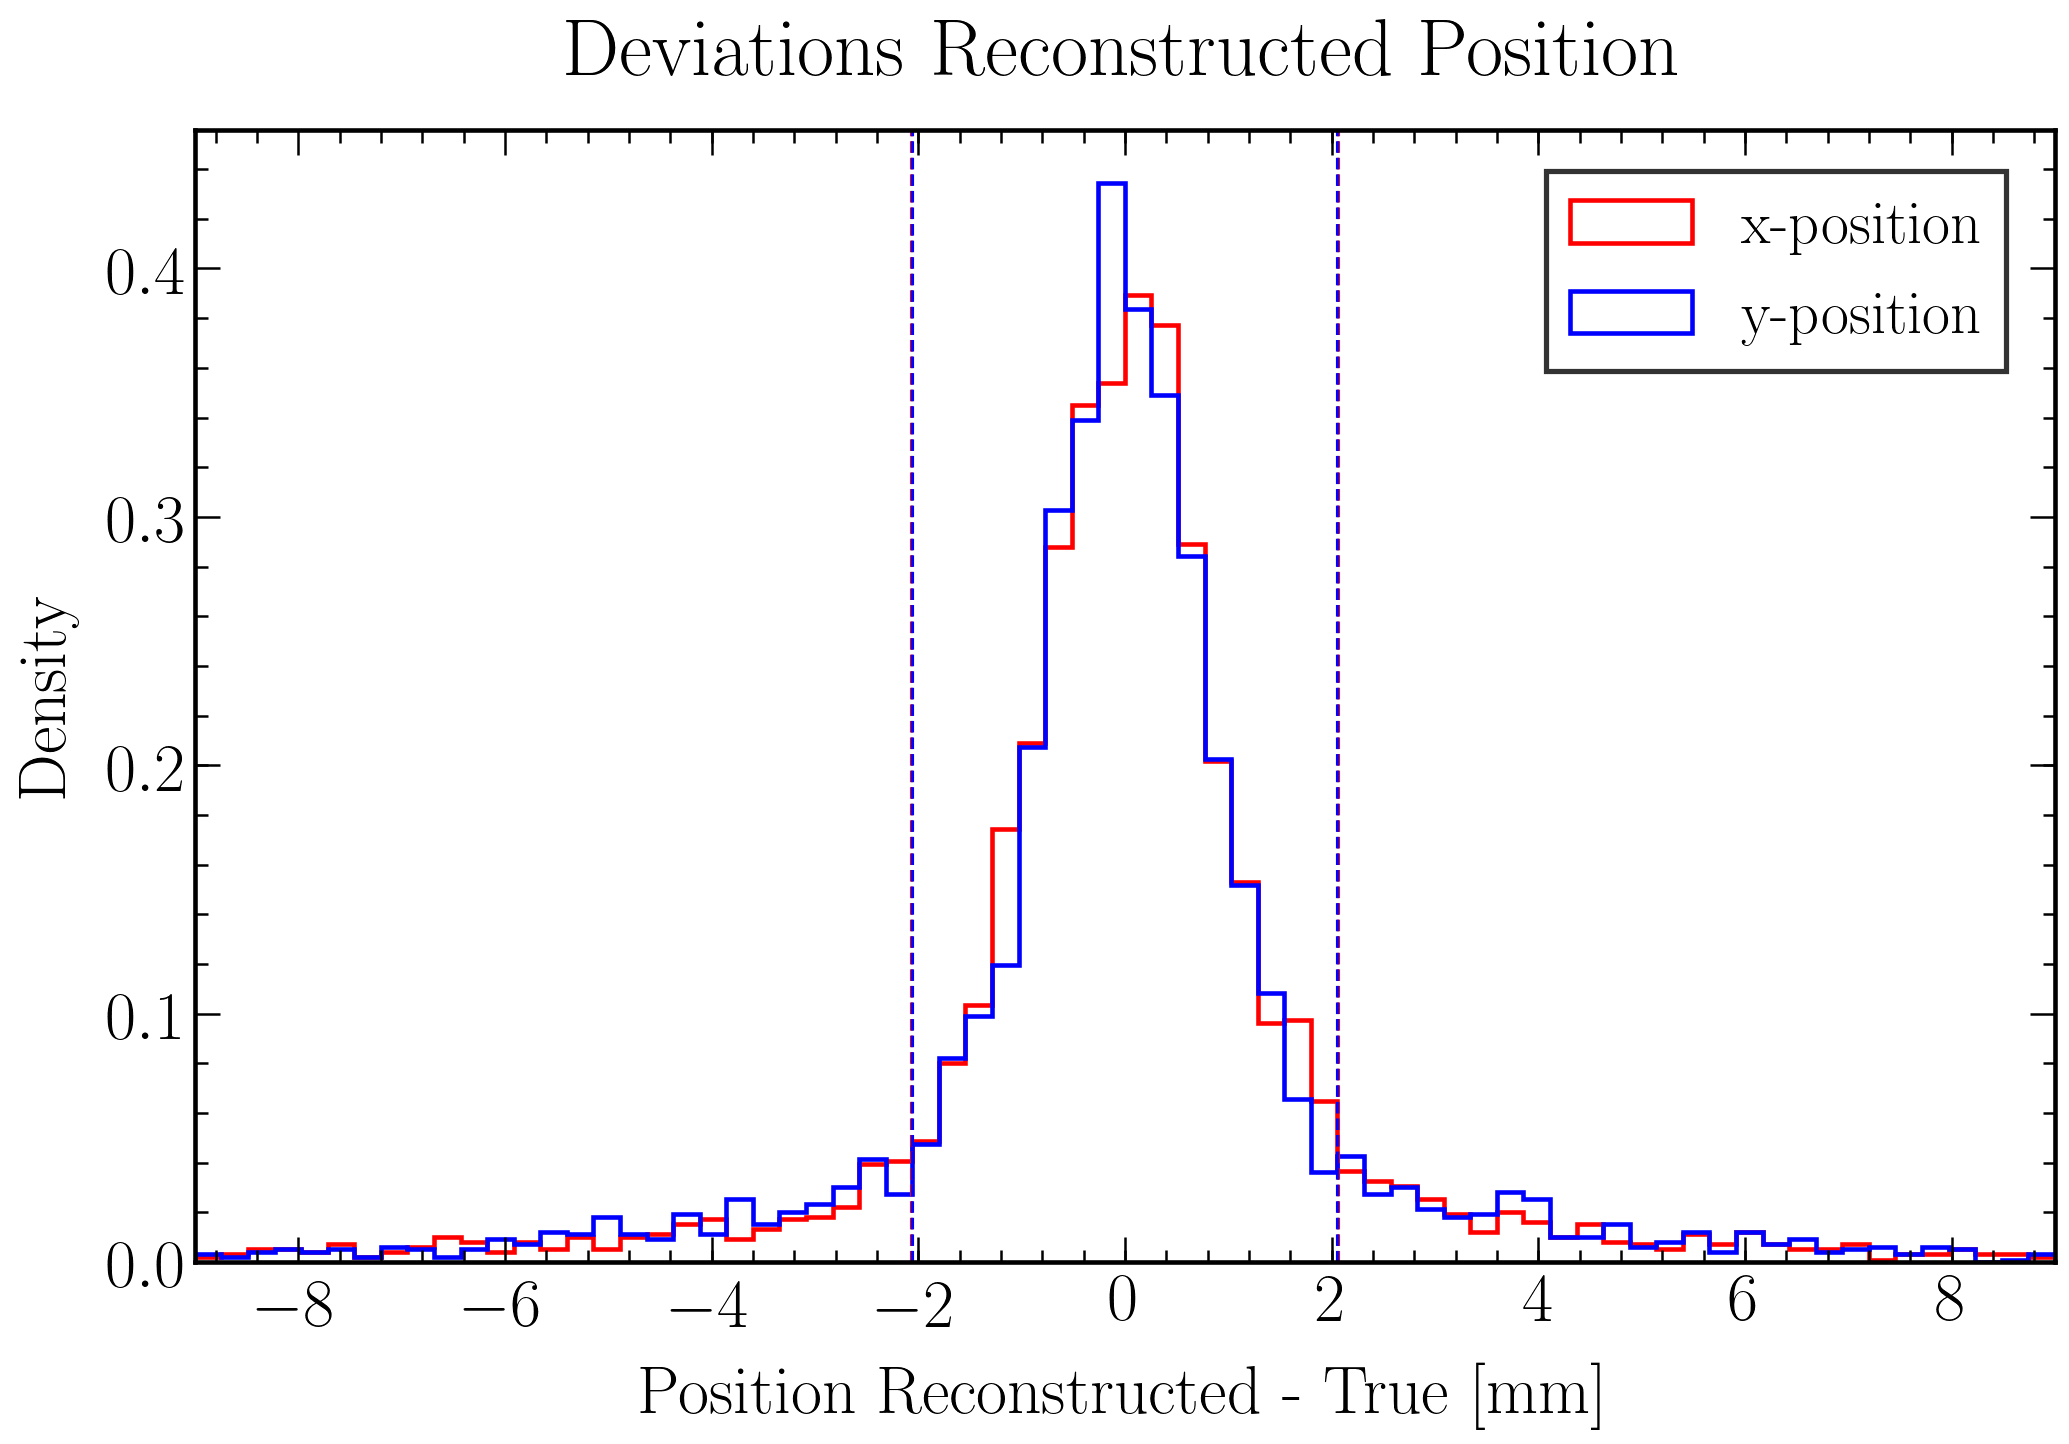 Deviations Reconstructed Position
x-position
y-position
Density
0.4
0.3
0.2
0.1
0.0
−8 −6 −4 −2 0 2 4 6 8
Position Reconstructed - True [mm]